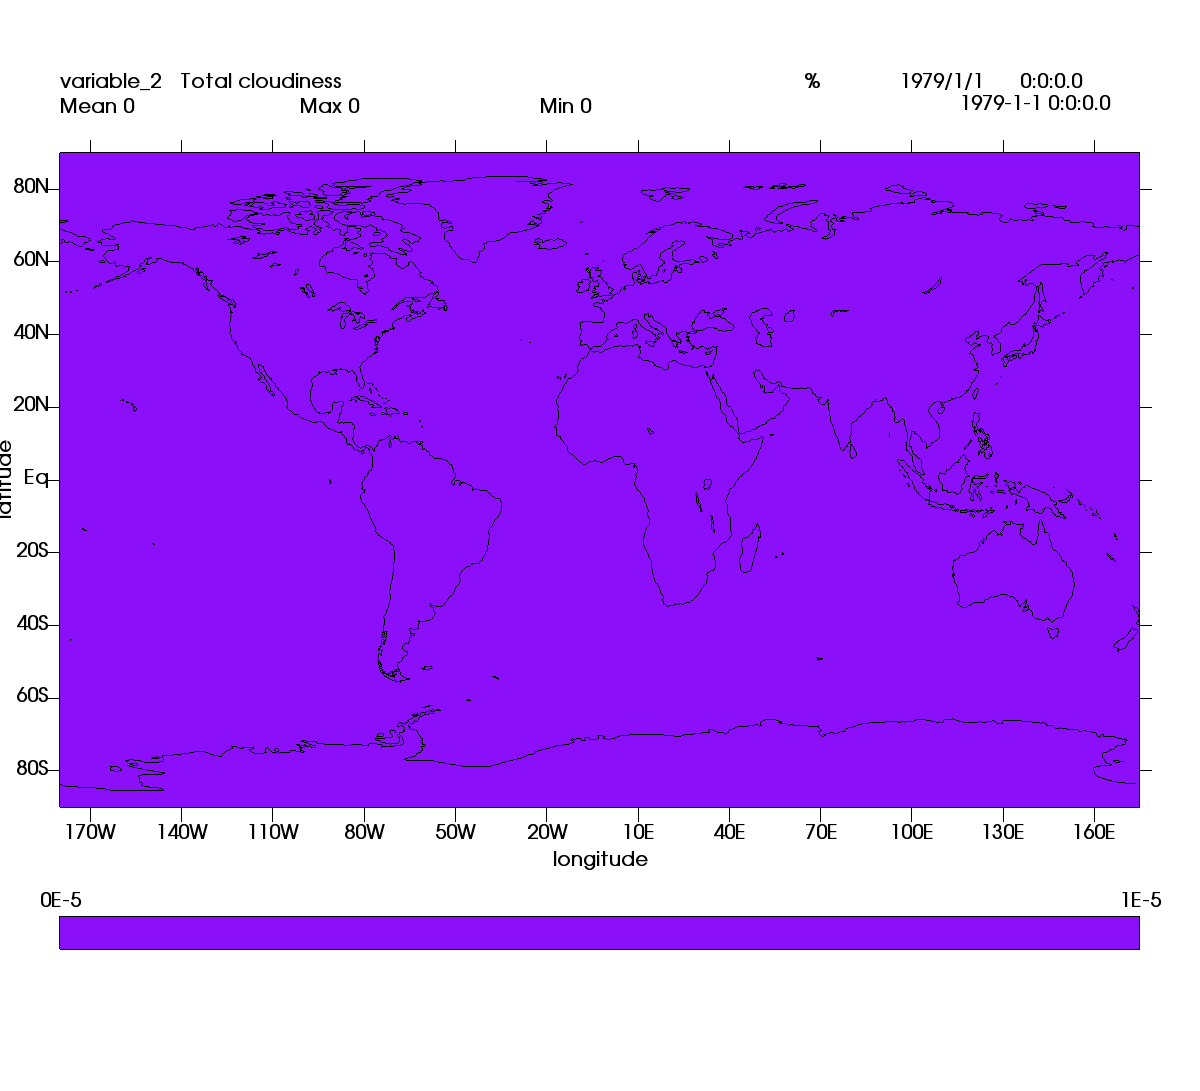 variable_2 Total cloudiness % 1979/1/1 0:0:0.0
Mean 0 Max 0 Min 0 1979-1-1 0:0:0.0
80N
60N
40N
20N
Eq
20S
40S
60S
80S
latitude
170W 140W 110W 80W 50W 20W 10E 40E 70E 100E 130E 160E
longitude
0E-5 1E-5